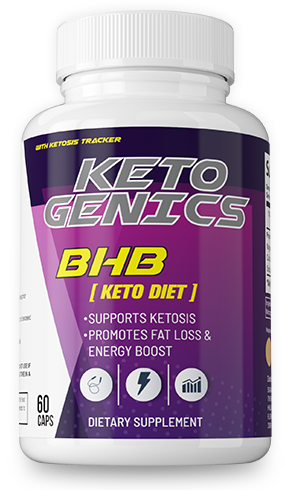 WITH KETOSIS TRACKER
KETO
GENICS
BHB
[ KETO DIET ]
•SUPPORTS KETOSIS
•PROMOTES FAT LOSS &
ENERGY BOOST
60
CAPS
DIETARY SUPPLEMENT